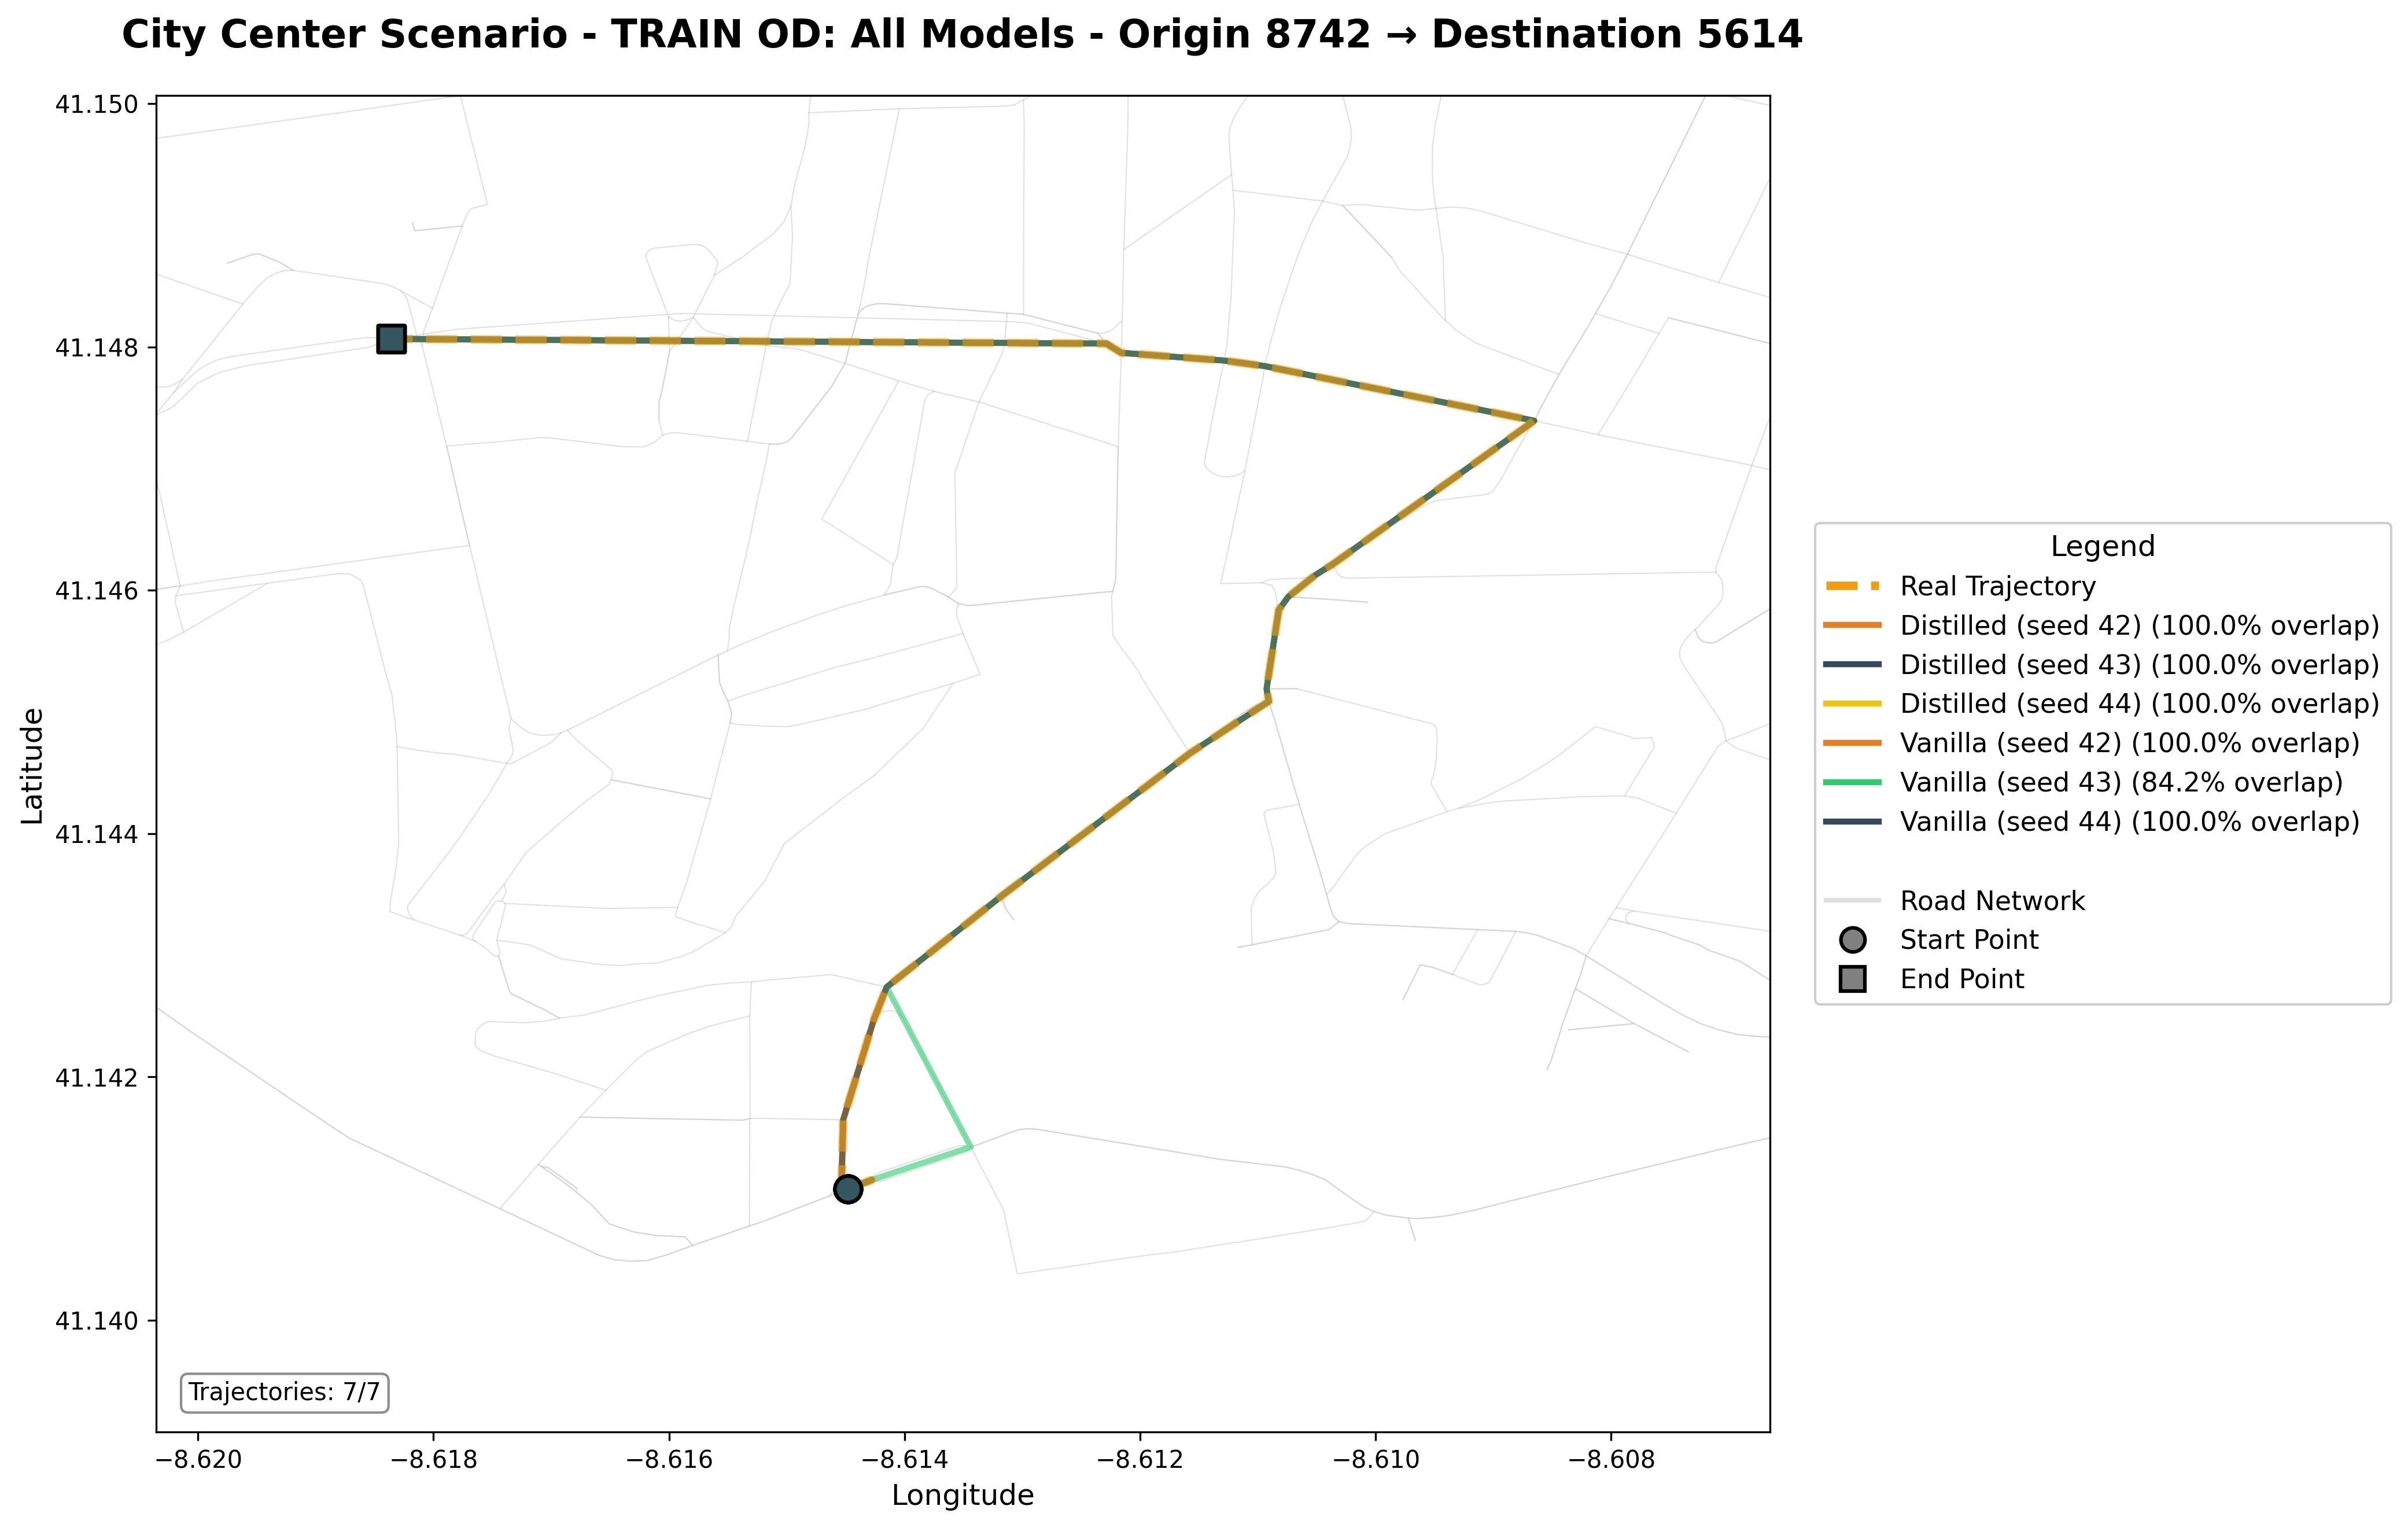 City Center Scenario - TRAIN OD: All Models - Origin 8742 → Destination 5614
41.150
41.148
41.146
41.144
41.142
41.140
Latitude
−8.620
−8.618
−8.616
−8.614
−8.612
−8.610
−8.608
Longitude
Trajectories: 7/7
Legend
Real Trajectory
Distilled (seed 42) (100.0% overlap)
Distilled (seed 43) (100.0% overlap)
Distilled (seed 44) (100.0% overlap)
Vanilla (seed 42) (100.0% overlap)
Vanilla (seed 43) (84.2% overlap)
Vanilla (seed 44) (100.0% overlap)
Road Network
Start Point
End Point